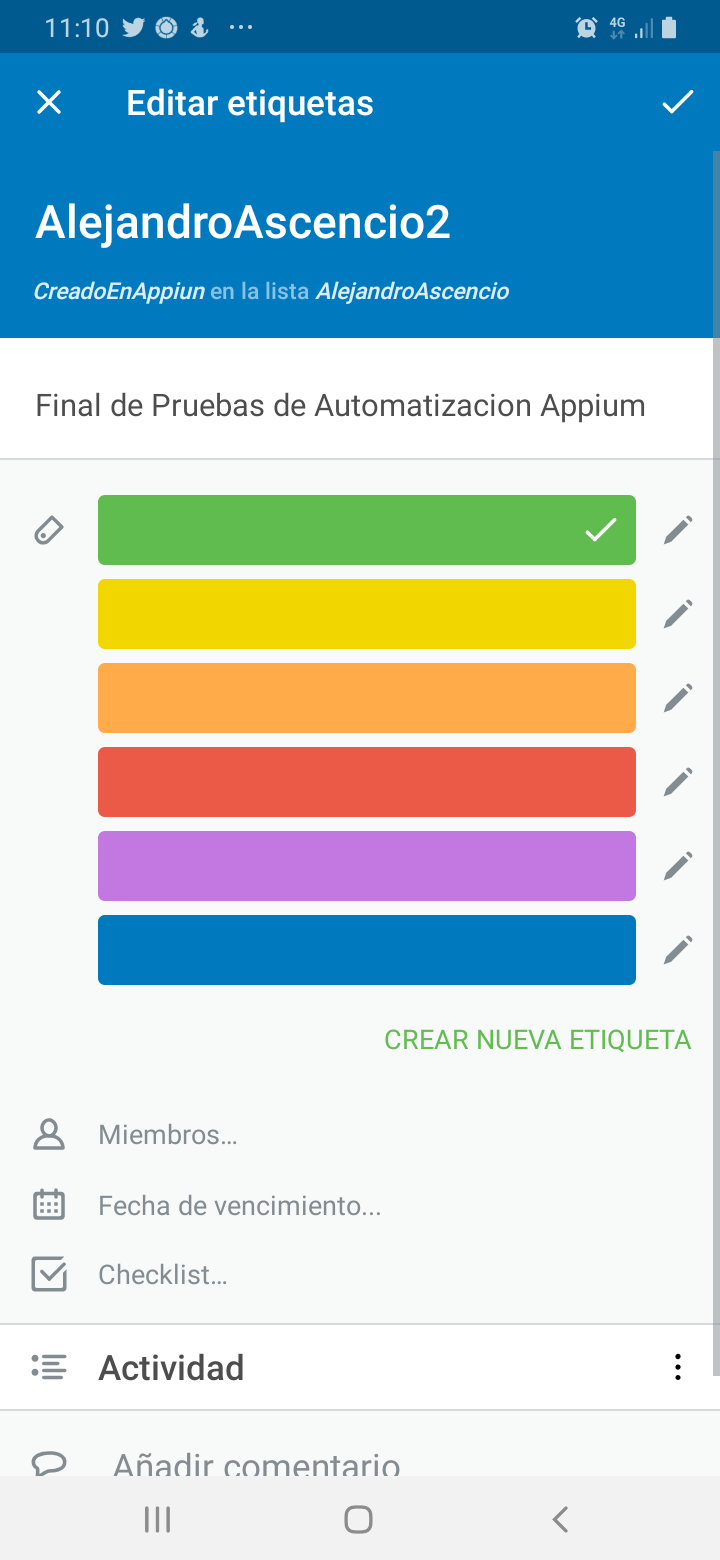 11:10
4G
Editar etiquetas
AlejandroAscencio2
CreadoEnAppiun en la lista AlejandroAscencio
Final de Pruebas de Automatizacion Appium
CREAR NUEVA ETIQUETA
Miembros...
Fecha de vencimiento...
Checklist...
Actividad
Añadir comentario